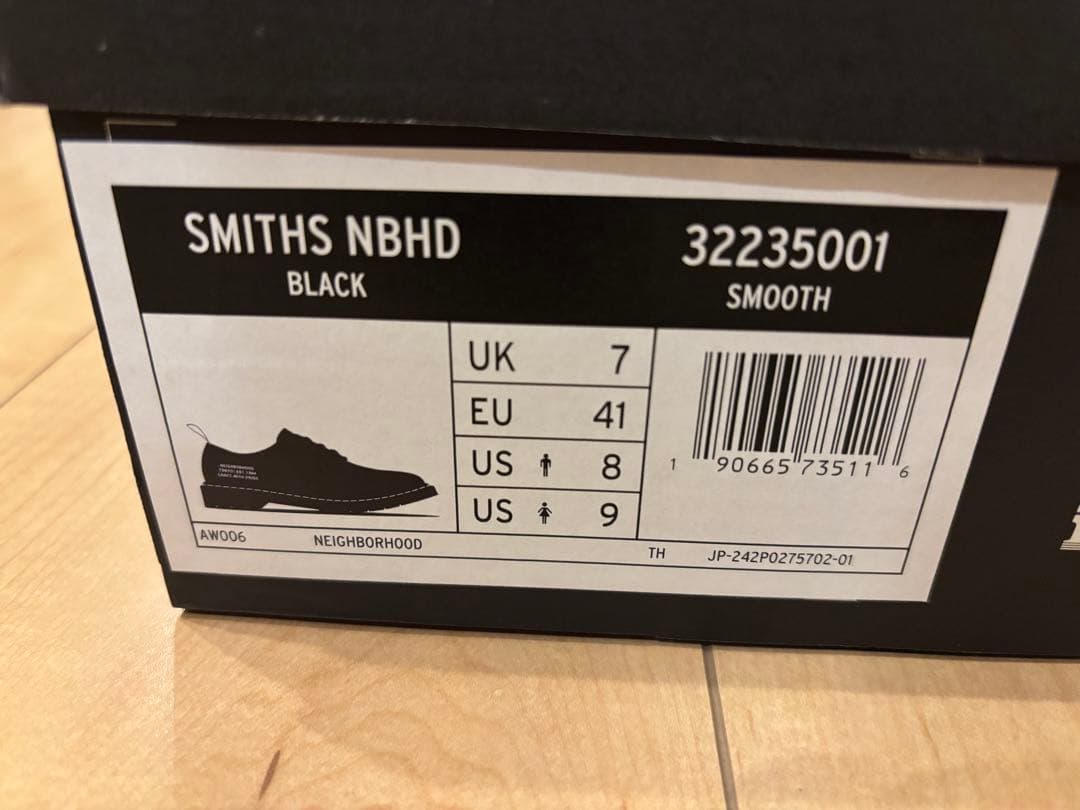 SMITHS NBHD
BLACK
32235001
SMOOTH
UK 7
EU 41
US 8
US 9
1 90665 73511 6
NEIGHBORHOOD
AW006
NEIGHBORHOOD
TH
JP-242P0275702-01